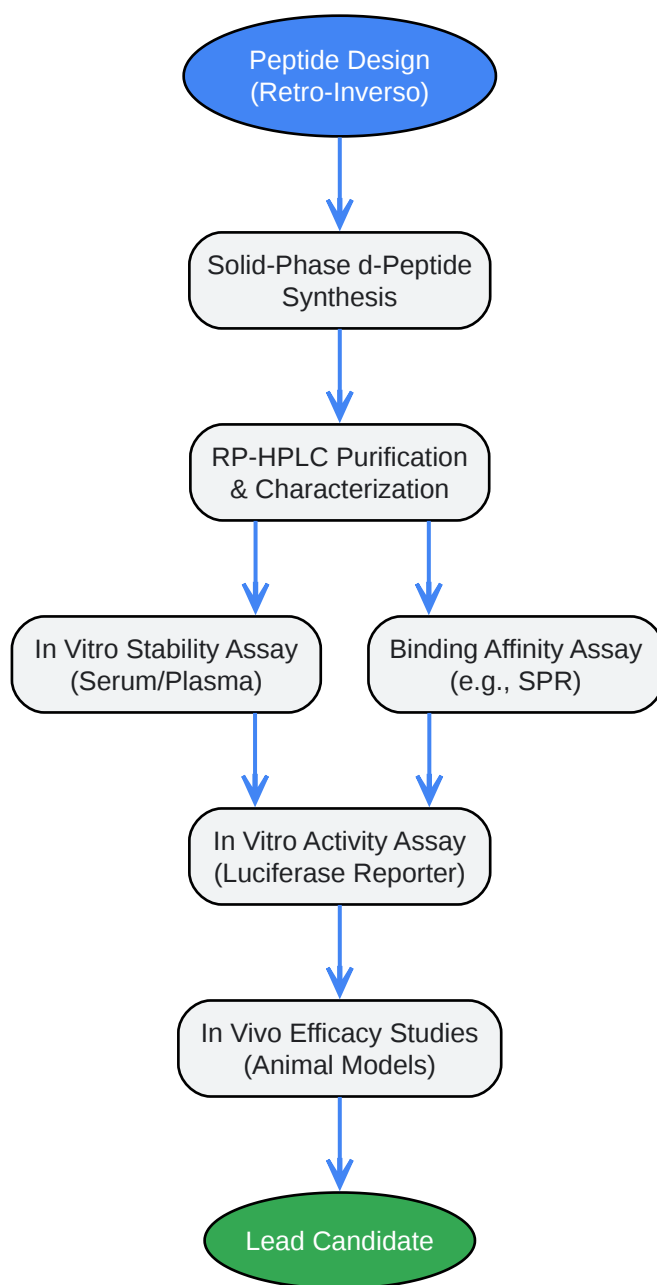 Peptide Design
(Retro-Inverso)
Solid-Phase d-Peptide
Synthesis
RP-HPLC Purification
& Characterization
In Vitro Stability Assay
(Serum/Plasma)
Binding Affinity Assay
(e.g., SPR)
In Vitro Activity Assay
(Luciferase Reporter)
In Vivo Efficacy Studies
(Animal Models)
Lead Candidate